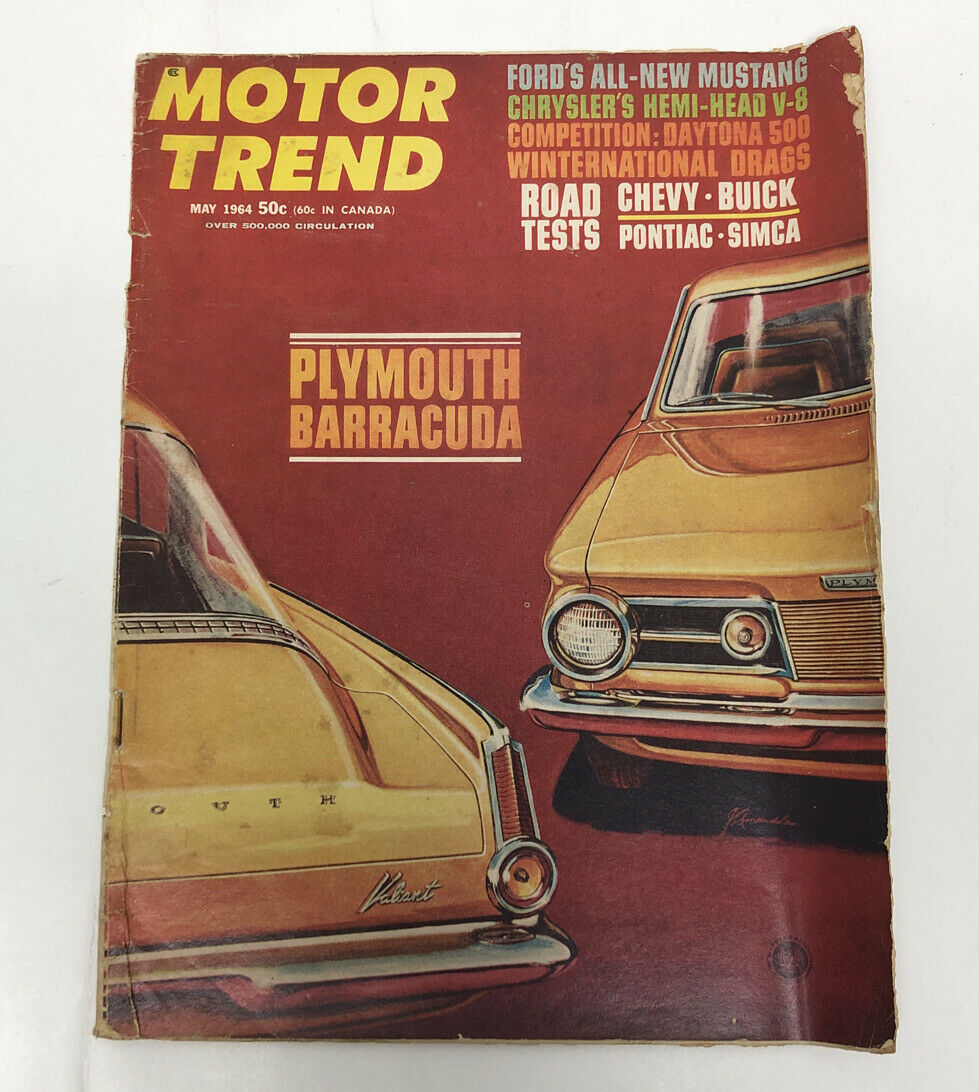 MOTOR
TREND
MAY 1964 50c (60c IN CANADA)
OVER 500,000 CIRCULATION
FORD'S ALL-NEW MUSTANG
CHRYSLER'S HEMI-HEAD V-8
COMPETITION: DAYTONA 500
WINTERNATIONAL DRAGS
ROAD TESTS
CHEVY · BUICK
PONTIAC · SIMCA
PLYMOUTH
BARRACUDA
PLYM
OUTH
Valiant